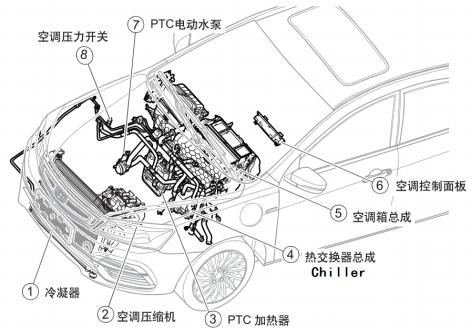 ⑦ PTC电动水泵
空调压力开关
⑧
⑥ 空调控制面板
⑤ 空调箱总成
④ 热交换器总成
Chiller
① 冷凝器
② 空调压缩机
③ PTC 加热器